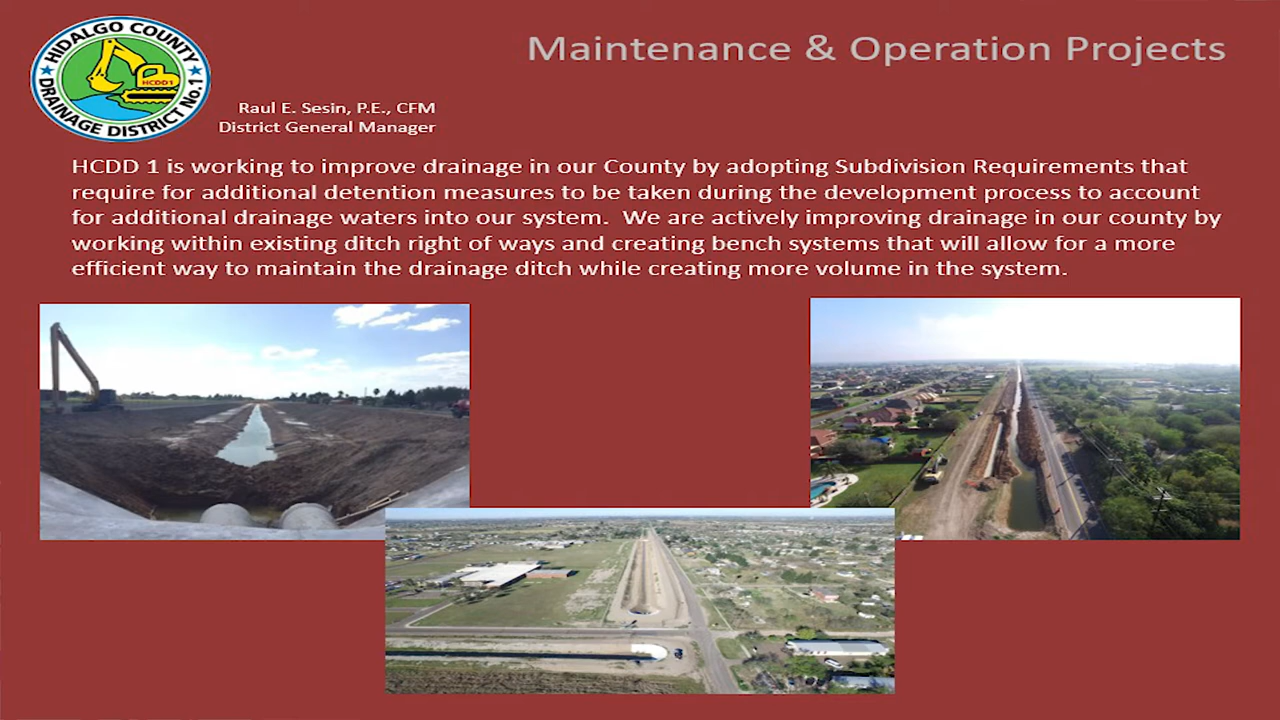 HIDALGO COUNTY
HCDD1
DRAINAGE DISTRICT No.1
Maintenance & Operation Projects
Raul E. Sesin, P.E., CFM
District General Manager
HCDD 1 is working to improve drainage in our County by adopting Subdivision Requirements that
require for additional detention measures to be taken during the development process to account
for additional drainage waters into our system.  We are actively improving drainage in our county by
working within existing ditch right of ways and creating bench systems that will allow for a more
efficient way to maintain the drainage ditch while creating more volume in the system.